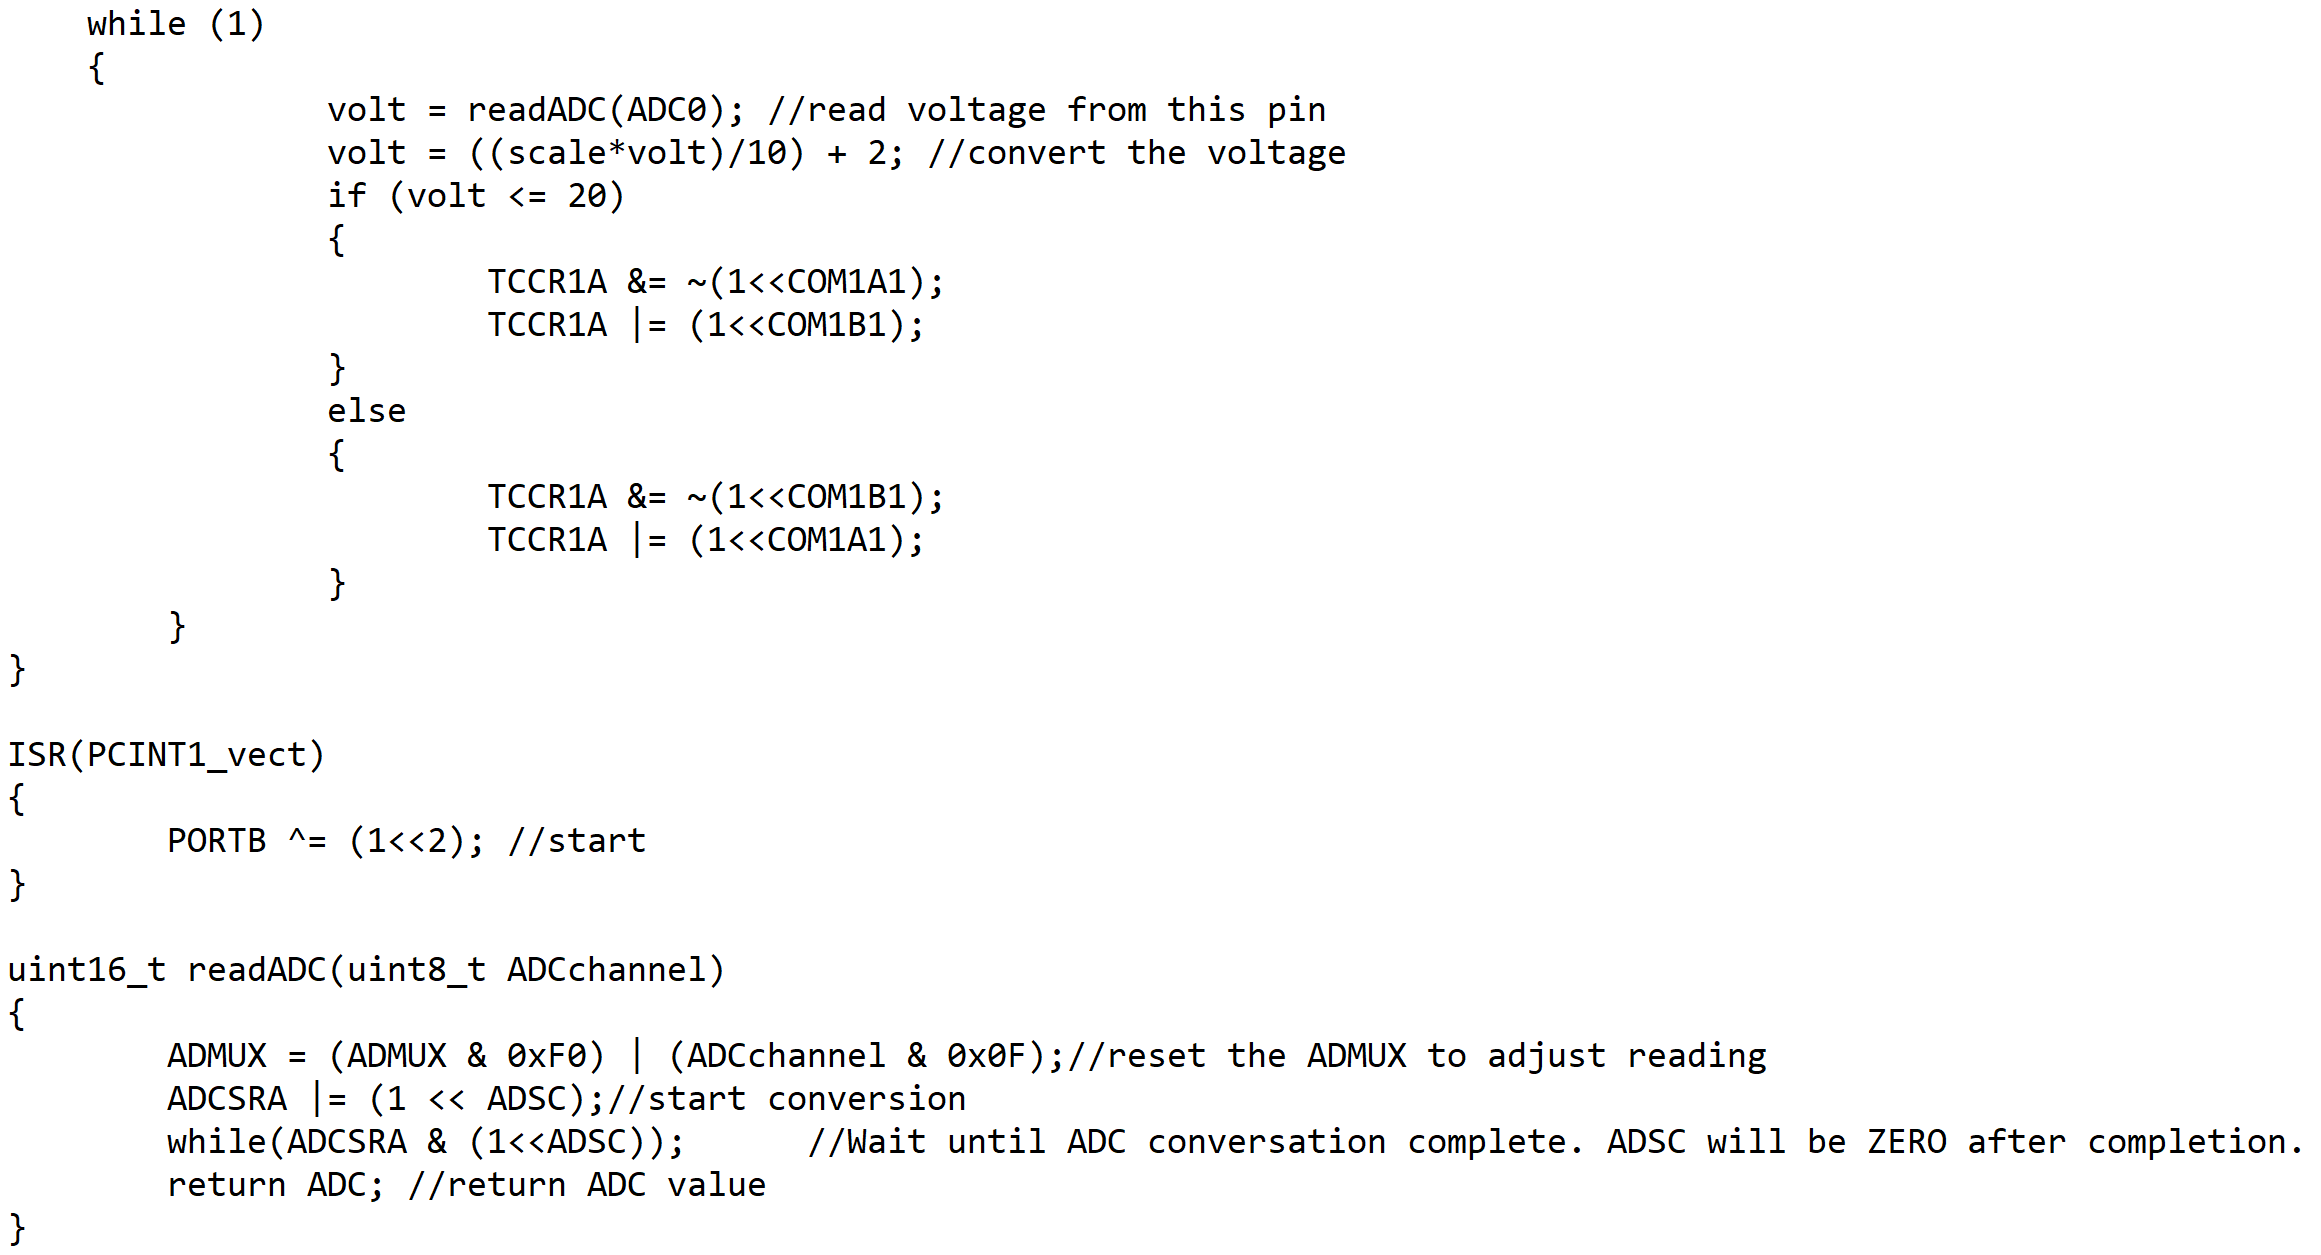 while (1)
{
volt = readADC(ADC0); //read voltage from this pin
volt = ((scale*volt)/10) + 2; //convert the voltage
if (volt <= 20)
{
TCCR1A &= ~(1<<COM1A1);
TCCR1A |= (1<<COM1B1);
}
else
{
TCCR1A &= ~(1<<COM1B1);
TCCR1A |= (1<<COM1A1);
}
}
}
ISR(PCINT1_vect)
{
PORTB ^= (1<<2); //start
}
uint16_t readADC(uint8_t ADCchannel)
{
ADMUX = (ADMUX & 0xF0) | (ADCchannel & 0x0F);//reset the ADMUX to adjust reading
ADCSRA |= (1 << ADSC);//start conversion
while(ADCSRA & (1<<ADSC)); //Wait until ADC conversation complete. ADSC will be ZERO after completion.
return ADC; //return ADC value
}